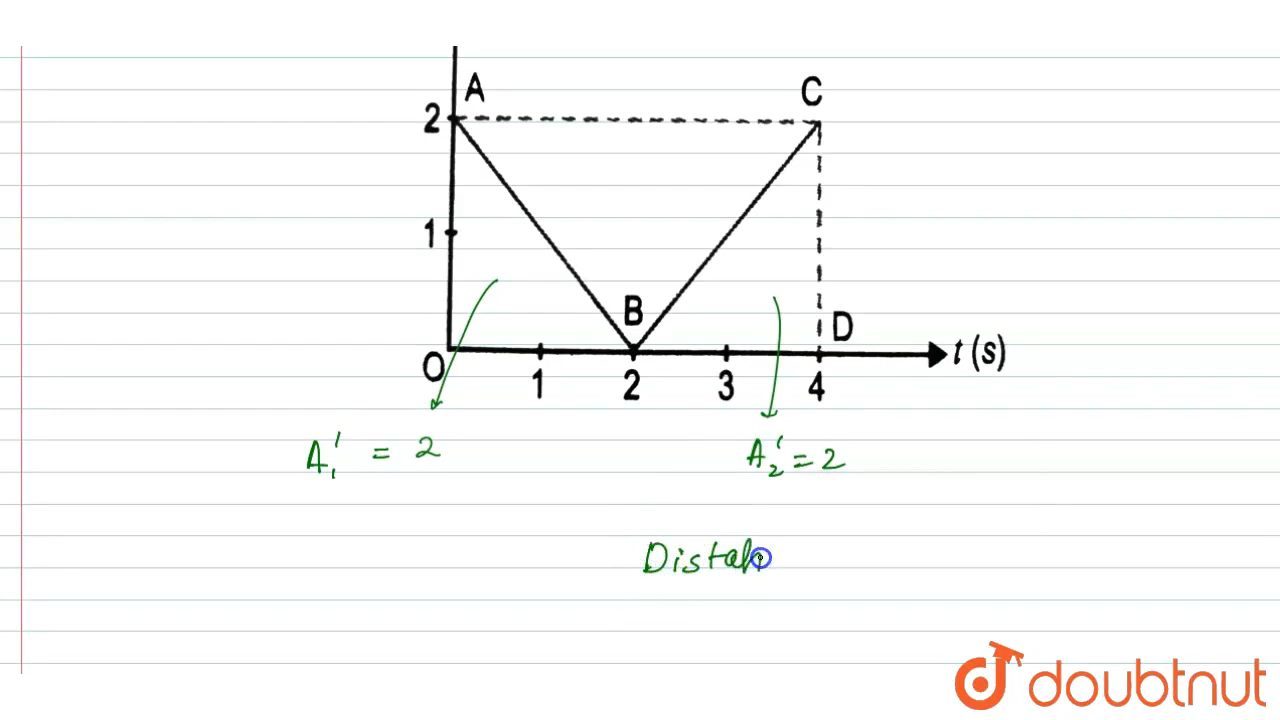 A
C
2
1
B
D
O
1
2
3
4
t (s)
A₁' = 2
A₂' = 2
Distan
doubtnut